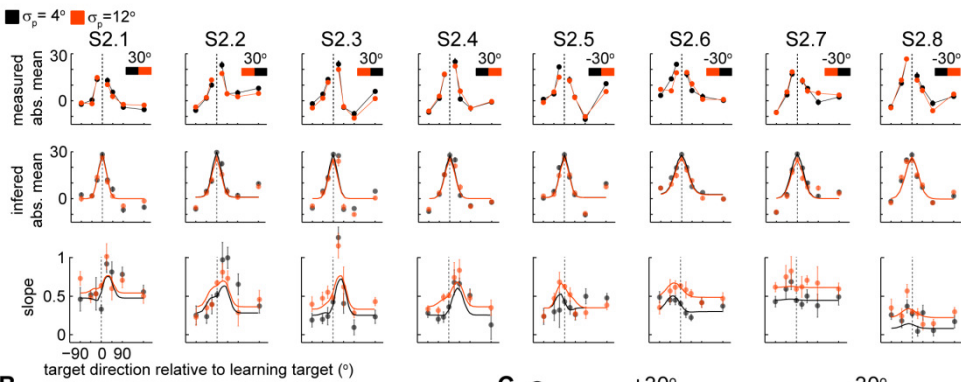 σp= 4° σp=12°
S2.1 S2.2 S2.3 S2.4 S2.5 S2.6 S2.7 S2.8
30° 30° 30° 30° -30° -30° -30° -30°
measured
abs. mean
30
0
inferred
abs. mean
30
0
slope
1
0.5
0
−90 0 90
target direction relative to learning target (°)
+30° 30°